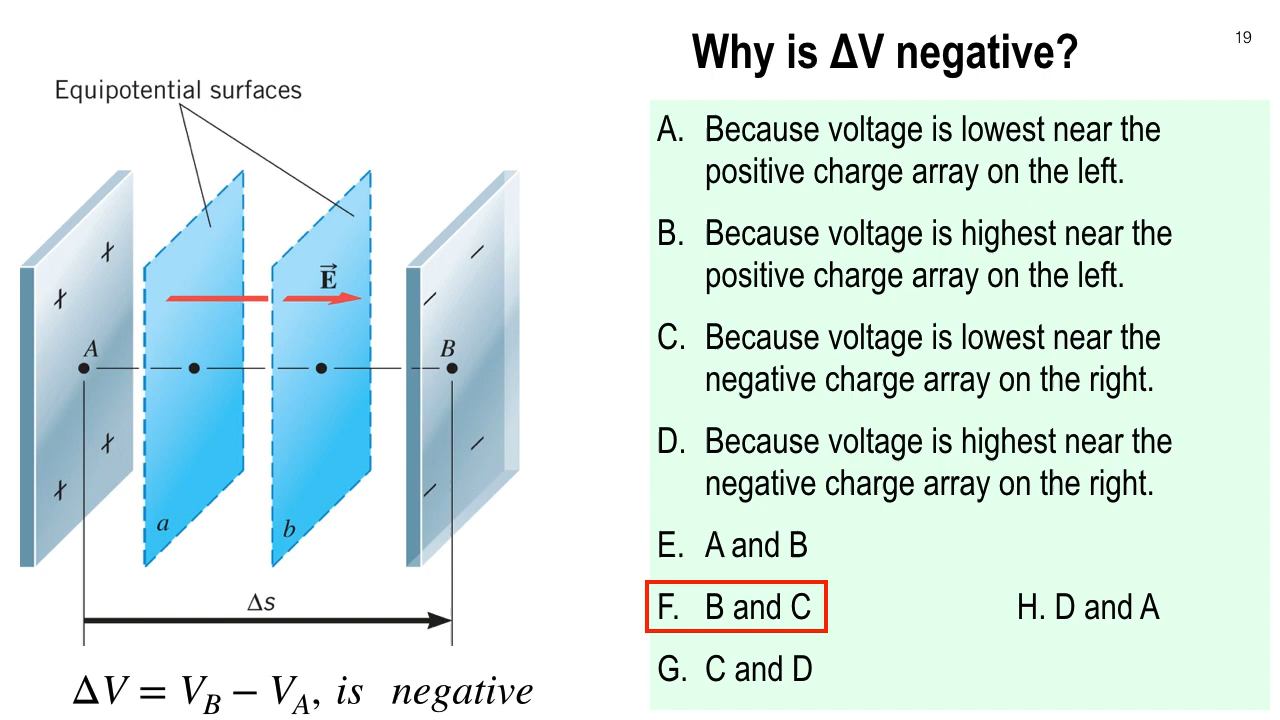 Why is ΔV negative?
19
Equipotential surfaces
E
A
B
a
b
Δs
ΔV = V_B − V_A, is negative
A. Because voltage is lowest near the
positive charge array on the left.
B. Because voltage is highest near the
positive charge array on the left.
C. Because voltage is lowest near the
negative charge array on the right.
D. Because voltage is highest near the
negative charge array on the right.
E. A and B
F. B and C
H. D and A
G. C and D